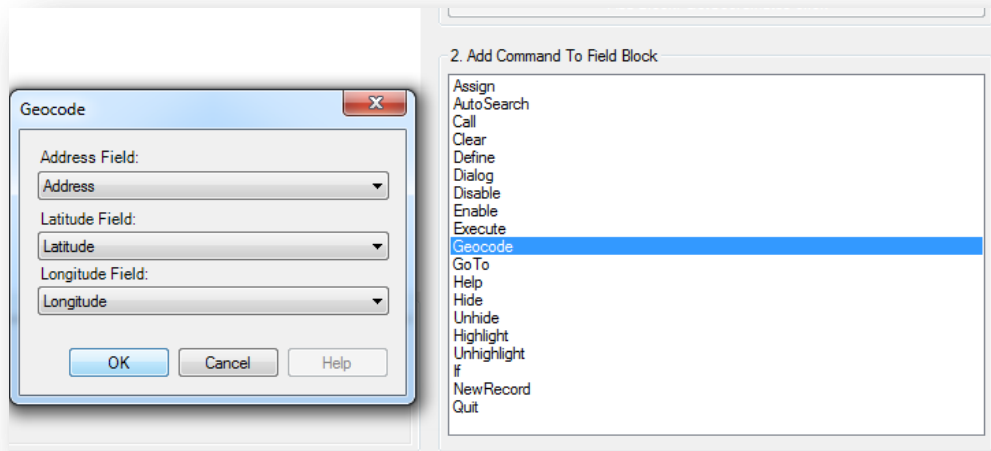 Geocode
Address Field:
Address
Latitude Field:
Latitude
Longitude Field:
Longitude
OK
Cancel
Help
2. Add Command To Field Block
Assign
AutoSearch
Call
Clear
Define
Dialog
Disable
Enable
Execute
Geocode
GoTo
Help
Hide
Unhide
Highlight
Unhighlight
If
NewRecord
Quit